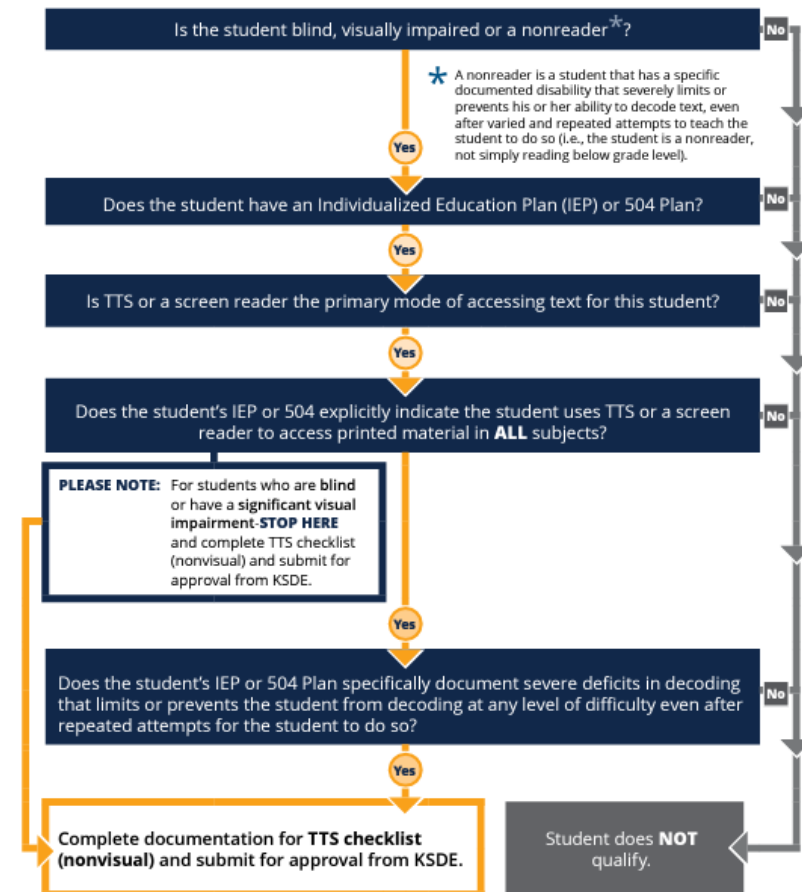 Is the student blind, visually impaired or a nonreader*?
No
* A nonreader is a student that has a specific
documented disability that severely limits or
prevents his or her ability to decode text, even
after varied and repeated attempts to teach the
student to do so (i.e., the student is a nonreader,
not simply reading below grade level).
Yes
Does the student have an Individualized Education Plan (IEP) or 504 Plan?
No
Yes
Is TTS or a screen reader the primary mode of accessing text for this student?
No
Yes
Does the student's IEP or 504 explicitly indicate the student uses TTS or a screen
reader to access printed material in ALL subjects?
No
PLEASE NOTE: For students who are blind
or have a significant visual
impairment-STOP HERE
and complete TTS checklist
(nonvisual) and submit for
approval from KSDE.
Yes
Does the student's IEP or 504 Plan specifically document severe deficits in decoding
that limits or prevents the student from decoding at any level of difficulty even after
repeated attempts for the student to do so?
No
Yes
Complete documentation for TTS checklist
(nonvisual) and submit for approval from KSDE.
Student does NOT
qualify.